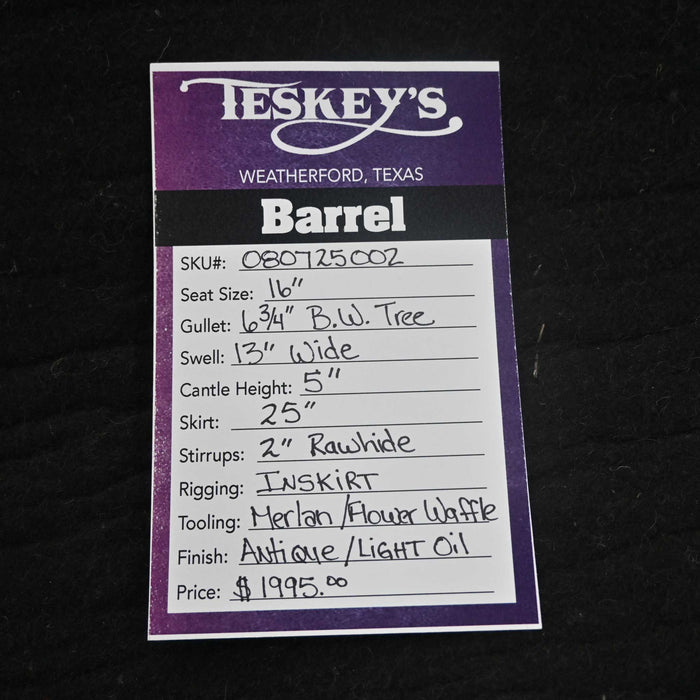 TESKEY'S
WEATHERFORD, TEXAS
Barrel
SKU#: 080725002
Seat Size: 16"
Gullet: 6 3/4" B.W. Tree
Swell: 13" Wide
Cantle Height: 5"
Skirt: 25"
Stirrups: 2" Rawhide
Rigging: INSKiRT
Tooling: Merlan/Flower Waffle
Finish: Antique/LIGHT Oil
Price: $1995.00